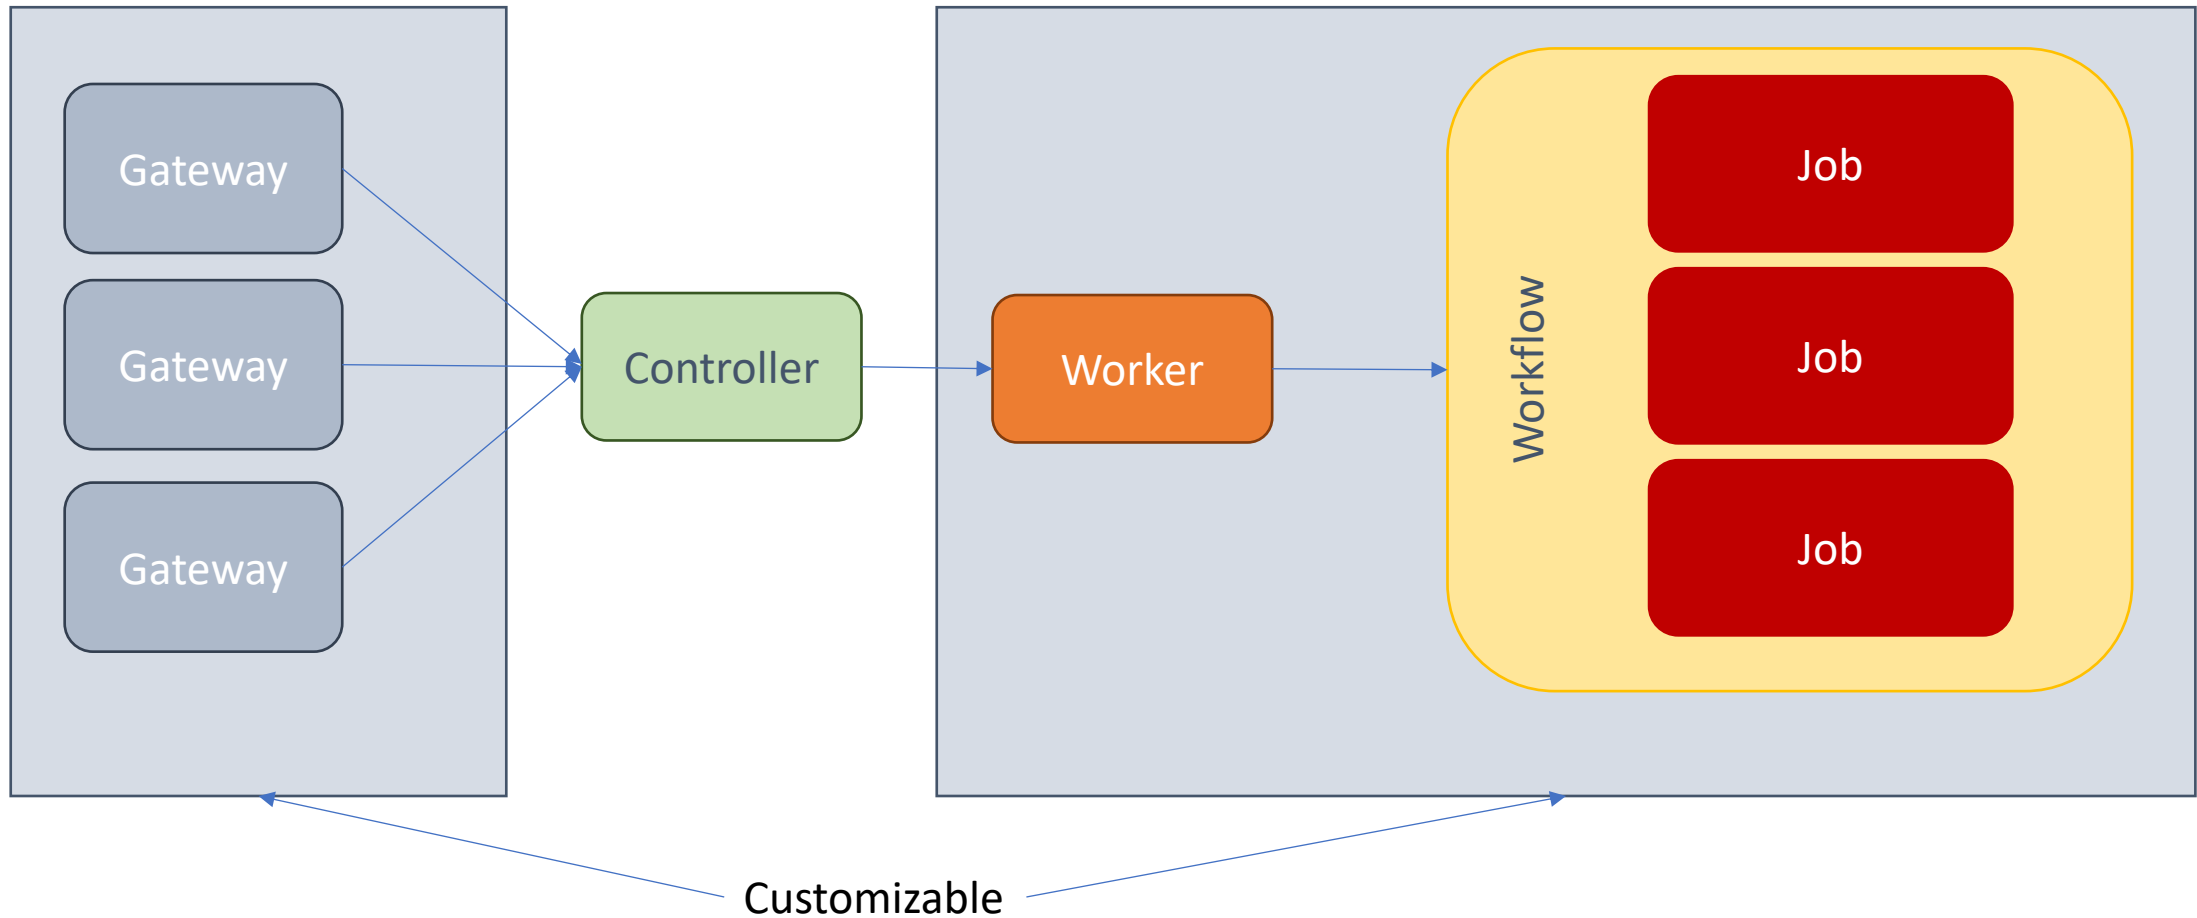 Gateway
Gateway
Gateway
Controller
Worker
Workflow
Job
Job
Job
Customizable